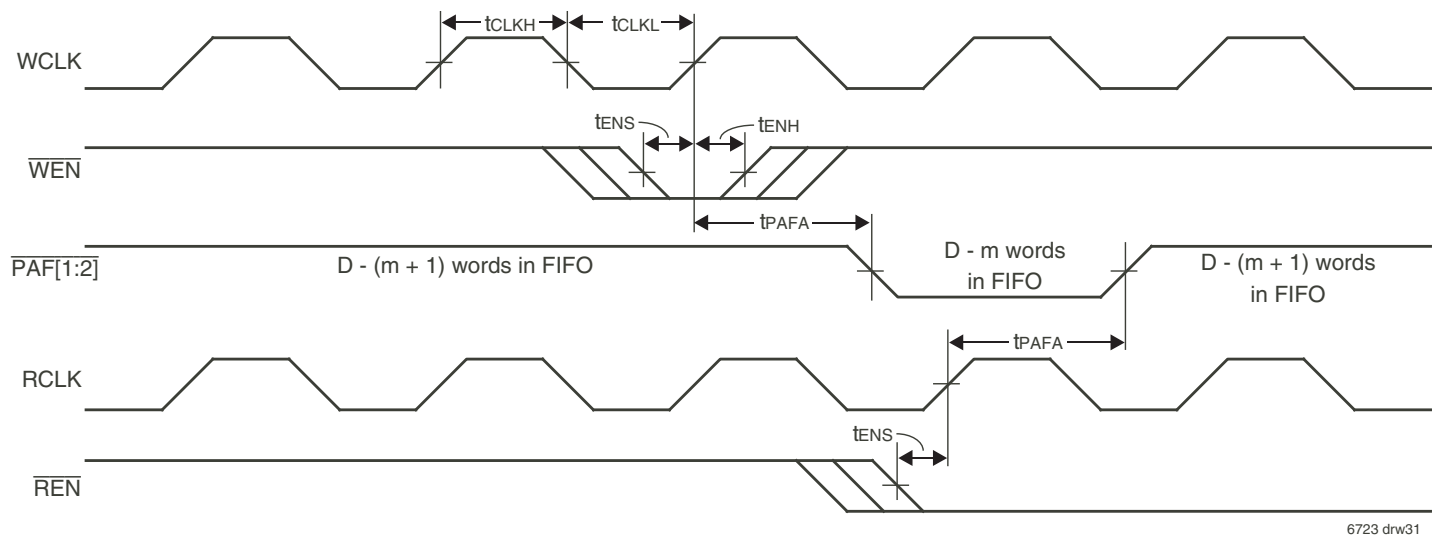 tCLKH tCLKL
WCLK
tENS tENH
WEN
tPAFA
PAF[1:2]
D - (m + 1) words in FIFO
D - m words
in FIFO
D - (m + 1) words
in FIFO
tPAFA
RCLK
tENS
REN
6723 drw31